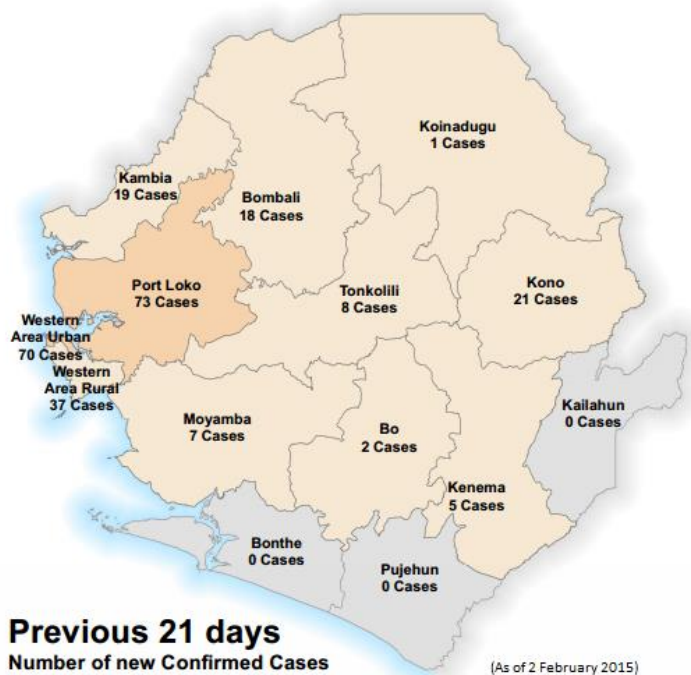 Koinadugu
1 Cases
Kambia
19 Cases
Bombali
18 Cases
Port Loko
73 Cases
Tonkolili
8 Cases
Kono
21 Cases
Western
Area Urban
70 Cases
Western
Area Rural
37 Cases
Kailahun
0 Cases
Moyamba
7 Cases
Bo
2 Cases
Kenema
5 Cases
Bonthe
0 Cases
Pujehun
0 Cases
Previous 21 days
Number of new Confirmed Cases
(As of 2 February 2015)